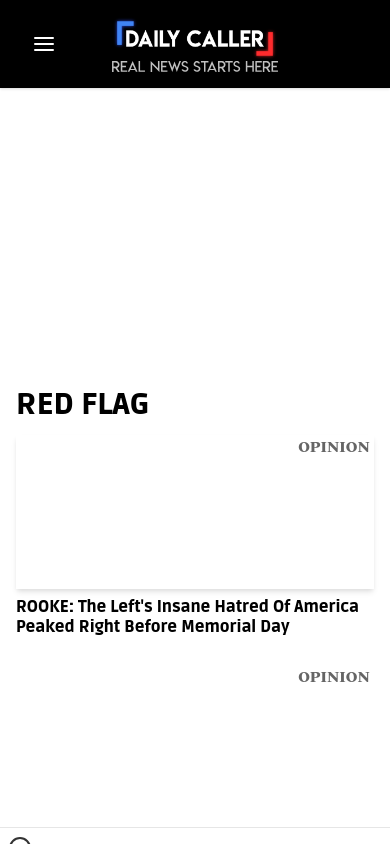 DAILY CALLER
REAL NEWS STARTS HERE
RED FLAG
OPINION
ROOKE: The Left's Insane Hatred Of America
Peaked Right Before Memorial Day
OPINION